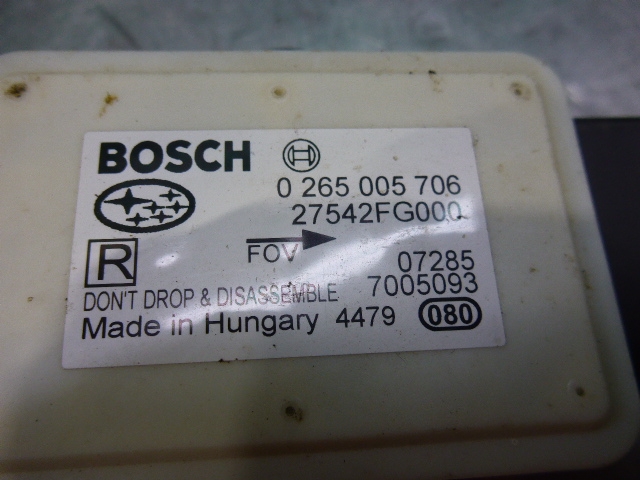 BOSCH
0 265 005 706
27542FG000
R
FOV
07285
DON'T DROP & DISASSEMBLE 7005093
Made in Hungary 4479 080